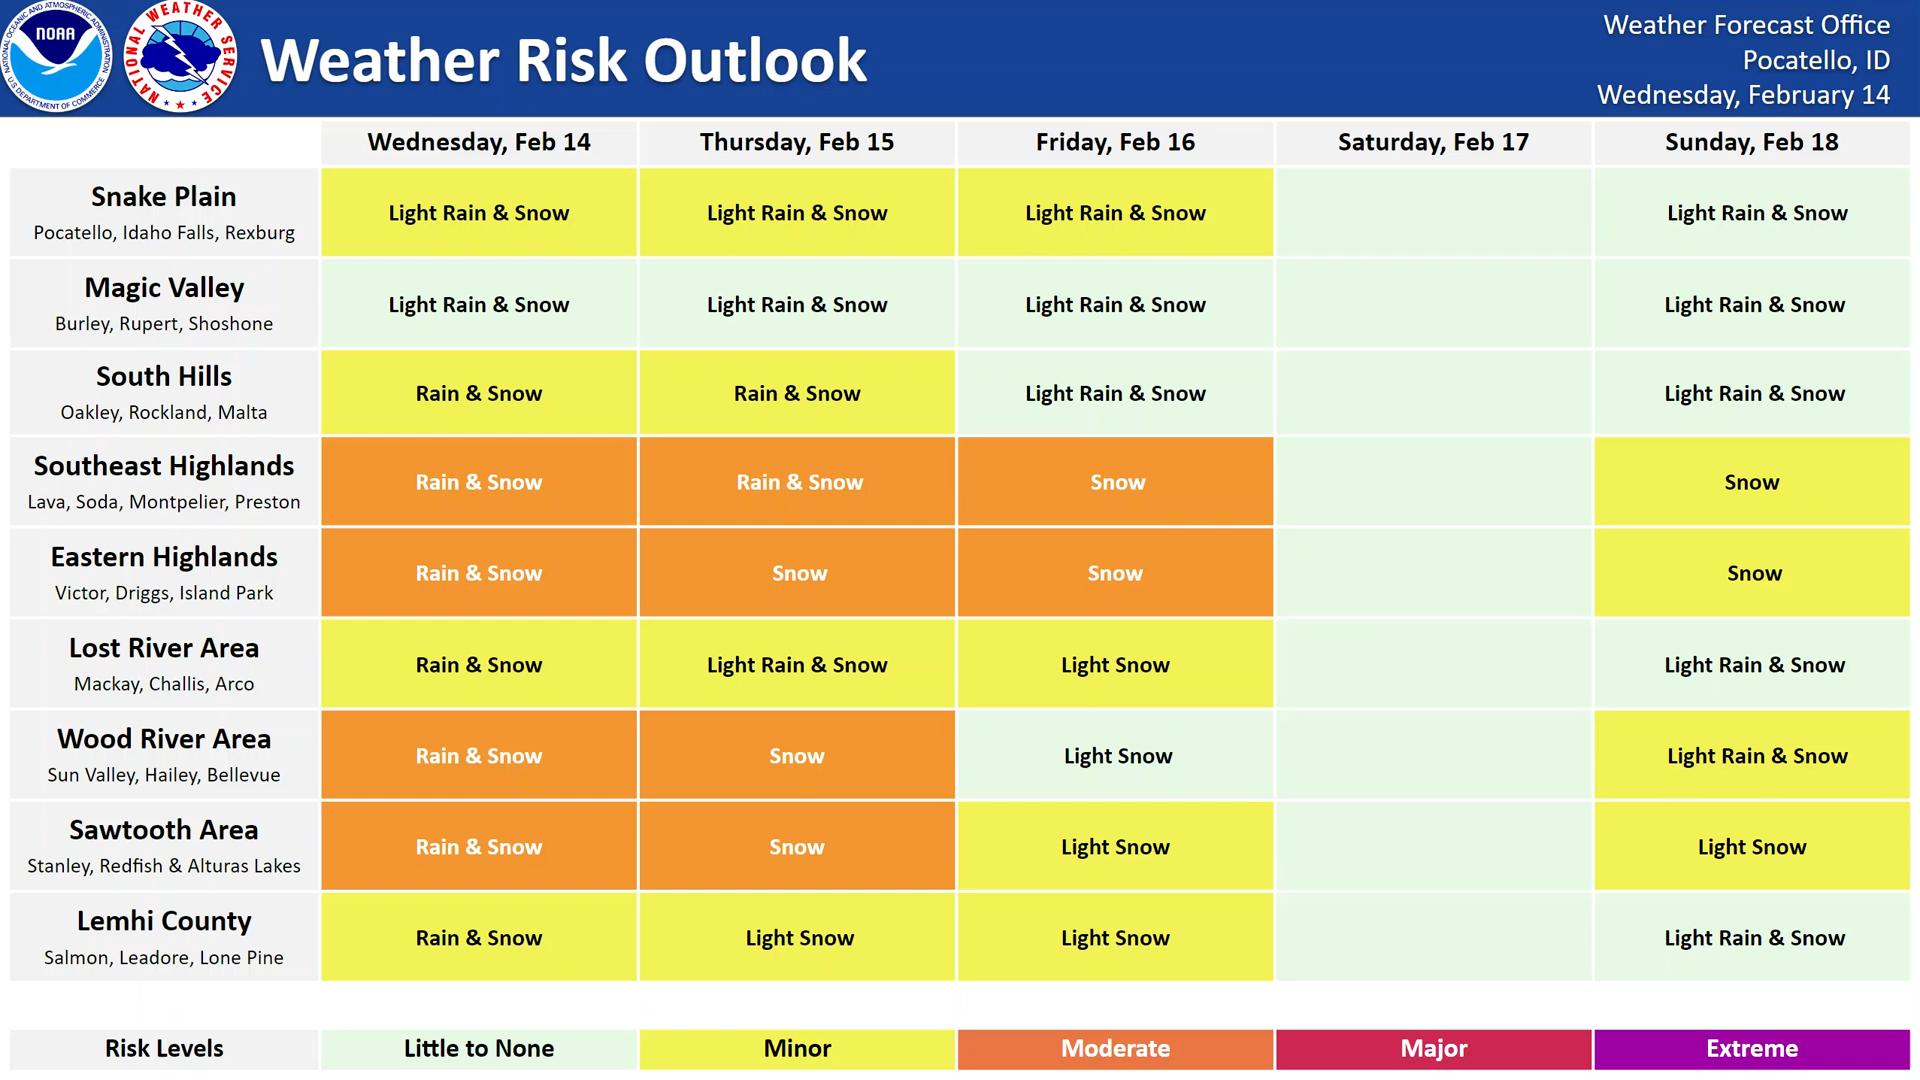 NATIONAL OCEANIC AND ATMOSPHERIC ADMINISTRATION
NOAA
U.S. DEPARTMENT OF COMMERCE
NATIONAL WEATHER SERVICE
Weather Risk Outlook
Weather Forecast Office
Pocatello, ID
Wednesday, February 14
Wednesday, Feb 14 Thursday, Feb 15 Friday, Feb 16 Saturday, Feb 17 Sunday, Feb 18
Snake Plain
Pocatello, Idaho Falls, Rexburg
Light Rain & Snow Light Rain & Snow Light Rain & Snow Light Rain & Snow
Magic Valley
Burley, Rupert, Shoshone
Light Rain & Snow Light Rain & Snow Light Rain & Snow Light Rain & Snow
South Hills
Oakley, Rockland, Malta
Rain & Snow Rain & Snow Light Rain & Snow Light Rain & Snow
Southeast Highlands
Lava, Soda, Montpelier, Preston
Rain & Snow Rain & Snow Snow Snow
Eastern Highlands
Victor, Driggs, Island Park
Rain & Snow Snow Snow Snow
Lost River Area
Mackay, Challis, Arco
Rain & Snow Light Rain & Snow Light Snow Light Rain & Snow
Wood River Area
Sun Valley, Hailey, Bellevue
Rain & Snow Snow Light Snow Light Rain & Snow
Sawtooth Area
Stanley, Redfish & Alturas Lakes
Rain & Snow Snow Light Snow Light Snow
Lemhi County
Salmon, Leadore, Lone Pine
Rain & Snow Light Snow Light Snow Light Rain & Snow
Risk Levels Little to None Minor Moderate Major Extreme